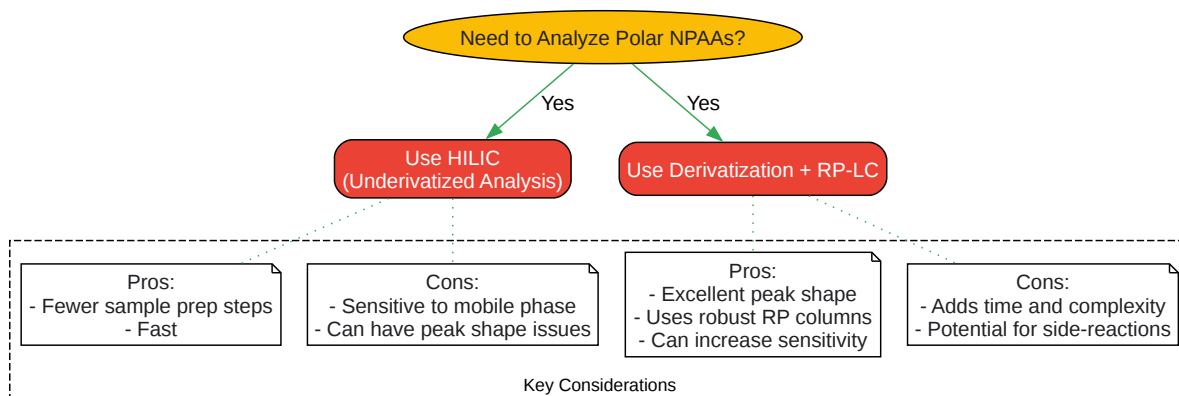 Need to Analyze Polar NPAAs?
Yes
Yes
Use HILIC
(Underivatized Analysis)
Use Derivatization + RP-LC
Pros:
- Fewer sample prep steps
- Fast
Cons:
- Sensitive to mobile phase
- Can have peak shape issues
Pros:
- Excellent peak shape
- Uses robust RP columns
- Can increase sensitivity
Cons:
- Adds time and complexity
- Potential for side-reactions
Key Considerations